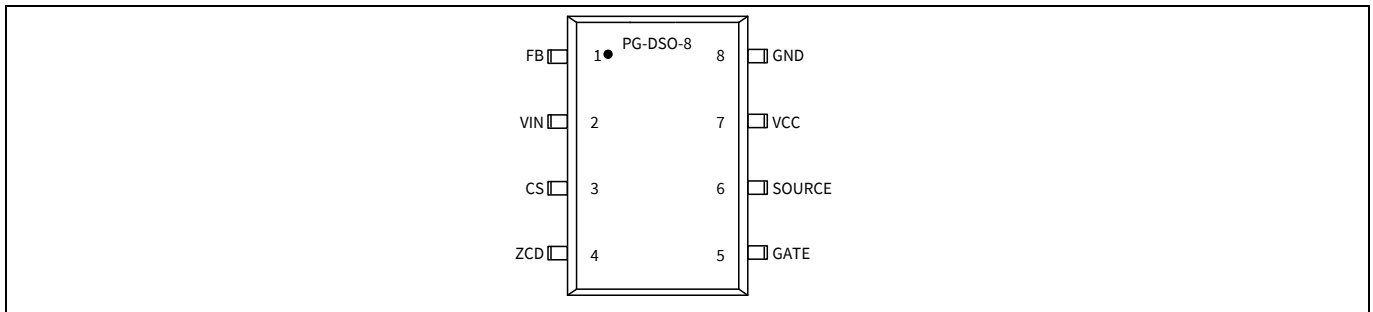 PG-DSO-8
FB 1 8 GND
VIN 2 7 VCC
CS 3 6 SOURCE
ZCD 4 5 GATE